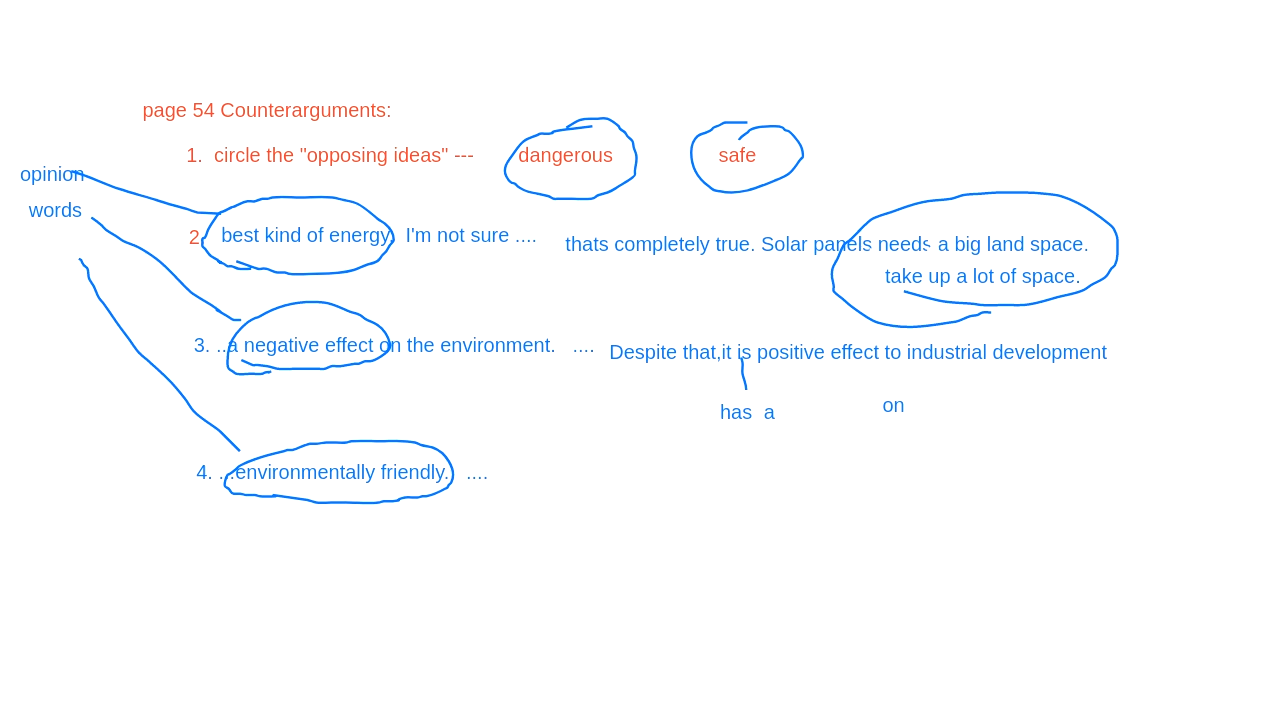 page 54 Counterarguments:
1. circle the "opposing ideas" --- dangerous safe
opinion
words
2. best kind of energy. I'm not sure .... thats completely true. Solar panels needs a big land space.
take up a lot of space.
3. ...a negative effect on the environment. .... Despite that,it is positive effect to industrial development
has a on
4. ...environmentally friendly. ....